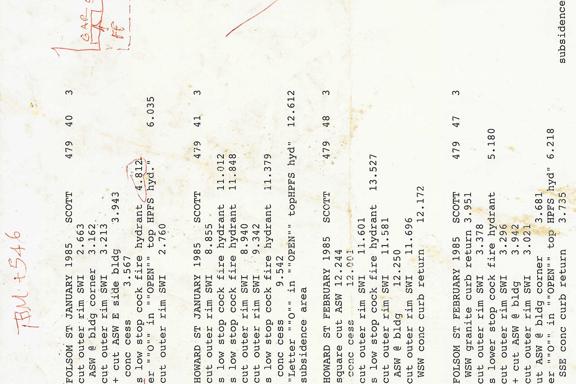 TBM ± S46
GAR
PF
FOLSOM ST JANUARY 1985 SCOTT 479 40 3
cut outer rim SWI 2.663
ASW @ bldg corner 3.162
cut outer rim SWI 3.213
+ cut ASW E side bldg 3.943
conc cess 3.567
s low stop cock fire hydrant 4.812
er ""O"" in ""OPEN"" top HPFS hyd." 6.035
cut outer rim SWI 2.760
HOWARD ST JANUARY 1985 SCOTT 479 41 3
cut outer rim SWI 8.855
s low stop cock fire hydrant 11.012
s low stop cock fire hydrant 11.848
cut outer rim SWI 8.940
cut outer rim SWI 9.342
s low stop cock fire hydrant 11.379
conc cess 9.542
"Letter ""O"" in ""OPEN"" topHPFS hyd" 12.612
subsidence area
HOWARD ST FEBRUARY 1985 SCOTT 479 48 3
square cut ASW 12.244
conc cess 12.001
cut outer rim SWI 11.601
s low stop cock fire hydrant 13.527
cut outer rim SWI 11.581
ASW @ bldg 12.250
cut outer rim SWI 11.696
WSW conc curb return 12.172
FOLSOM ST FEBRUARY 1985 SCOTT 479 47 3
WSW granite curb return 3.951
cut outer rim SWI 3.378
s lower stop cock fire hydrant 5.180
cut outer rim SWI 3.296
cut ASW @ bldg 3.942
cut outer rim SWI 3.021
ASW @ bldg corner 3.681
er ""O"" in ""OPEN"" top HPFS hyd" 6.218
SSE conc curb return 3.735
subsidence